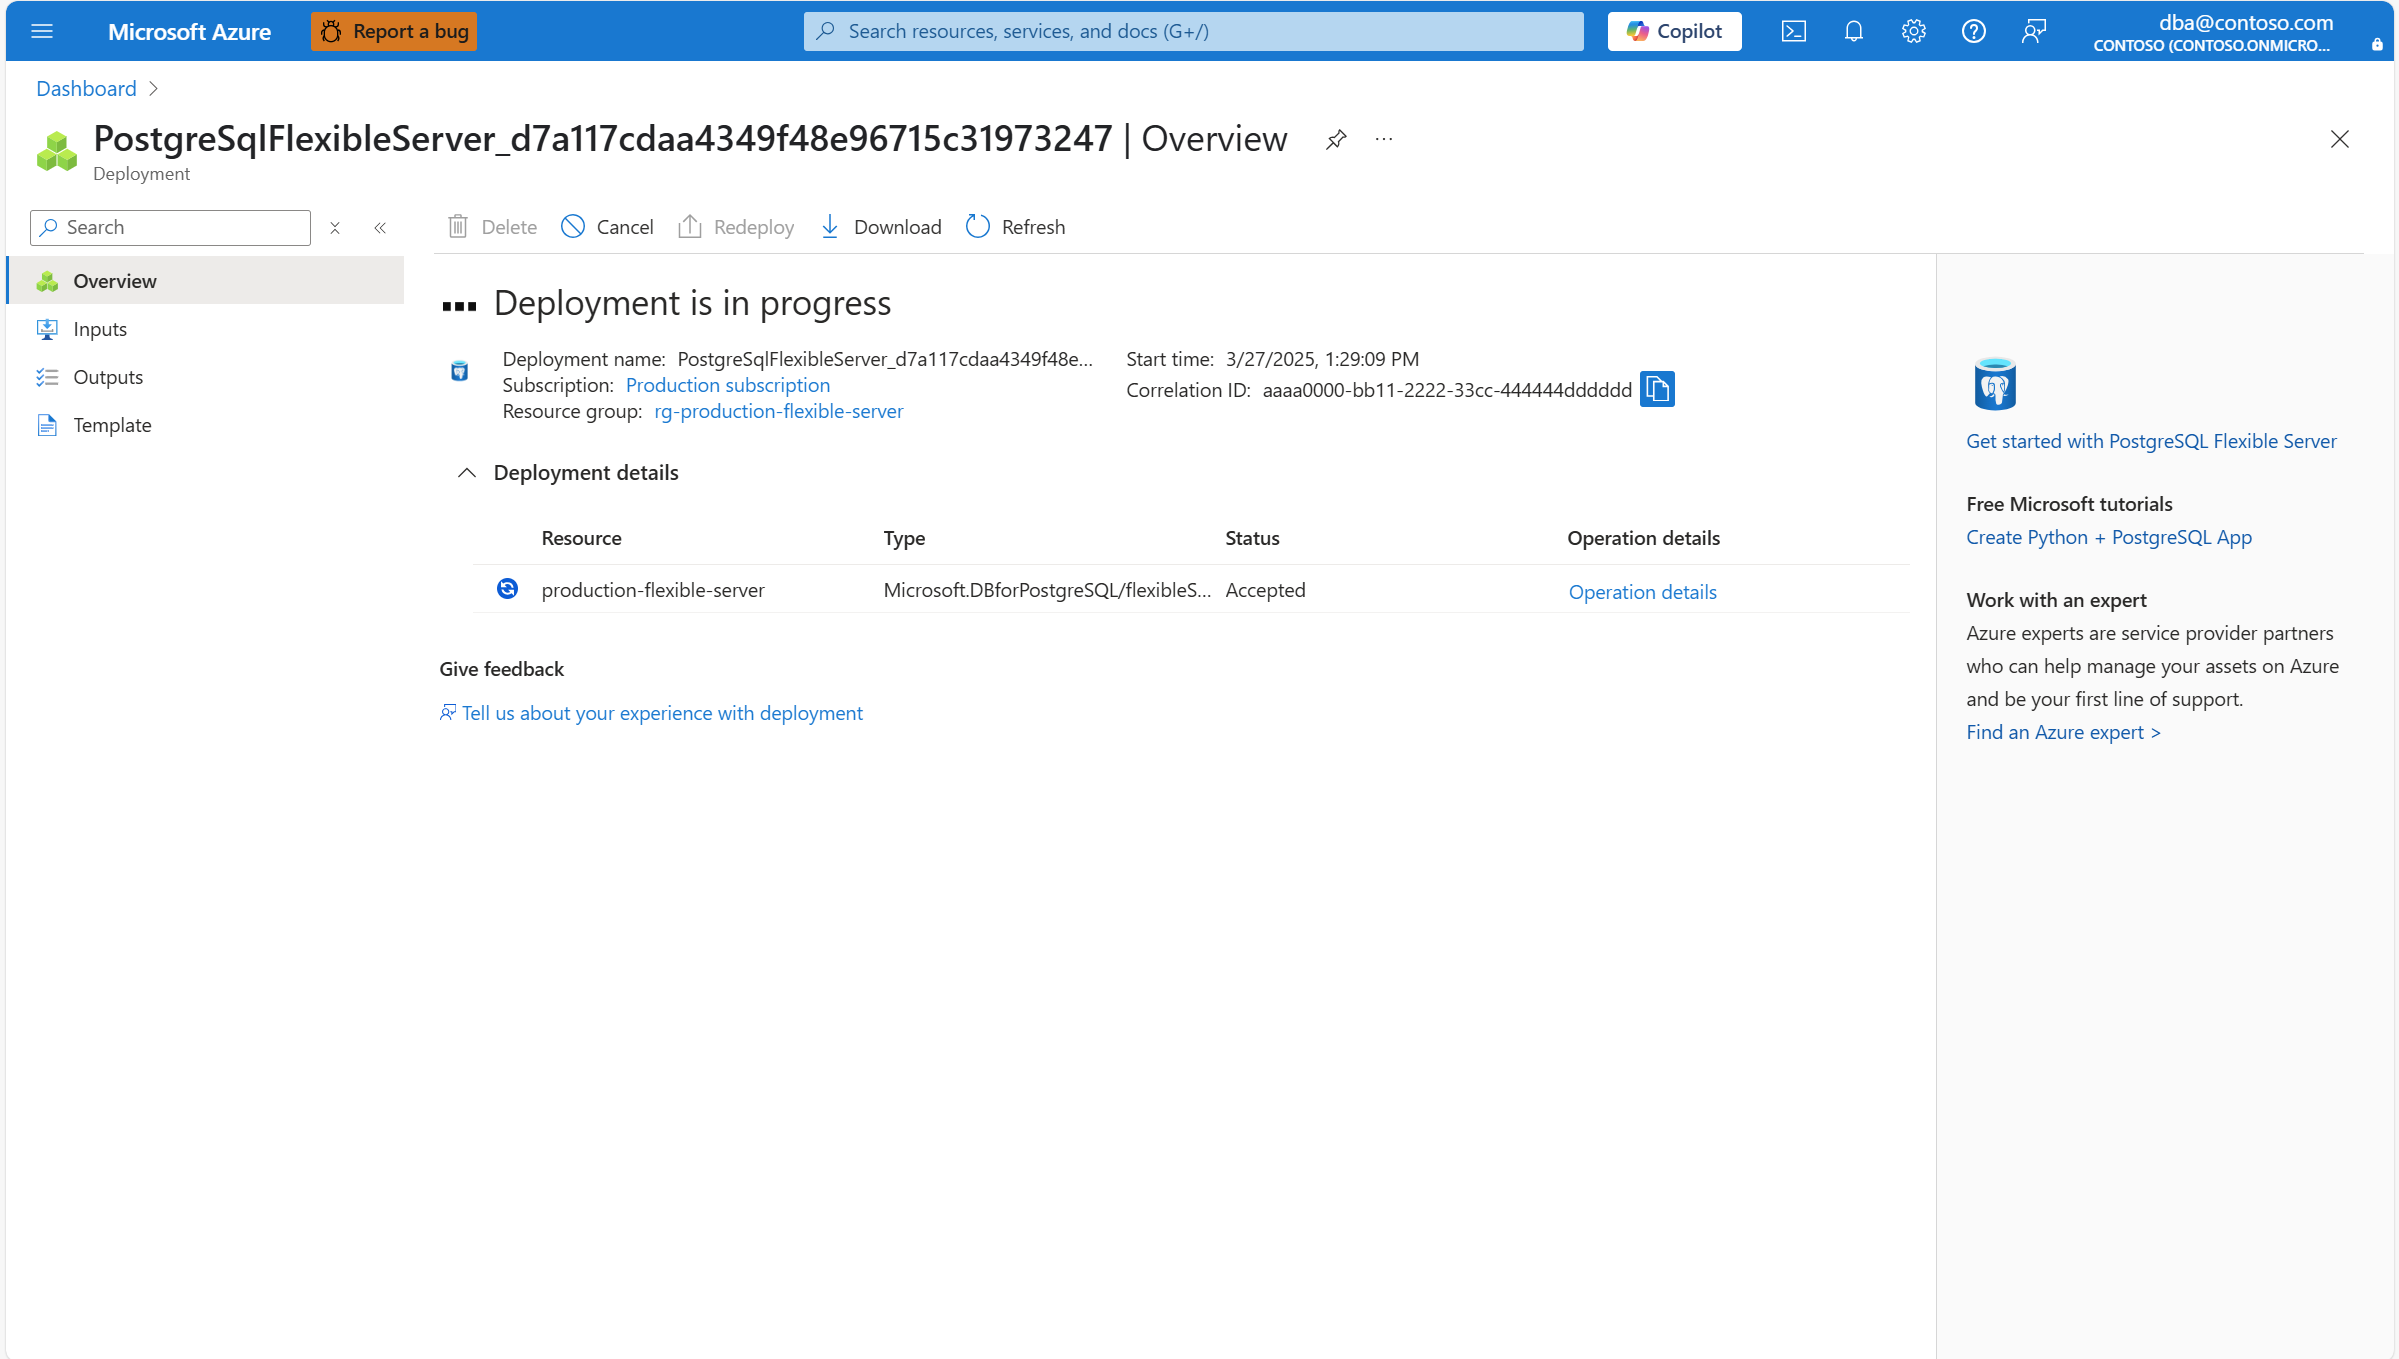 Microsoft Azure
Report a bug
Search resources, services, and docs (G+/)
Copilot
dba@contoso.com
CONTOSO (CONTOSO.ONMICRO...
Dashboard
PostgreSqlFlexibleServer_d7a117cdaa4349f48e96715c31973247 | Overview
Deployment
Search
Overview
Inputs
Outputs
Template
Delete
Cancel
Redeploy
Download
Refresh
Deployment is in progress
Deployment name: PostgreSqlFlexibleServer_d7a117cdaa4349f48e...
Subscription: Production subscription
Resource group: rg-production-flexible-server
Start time: 3/27/2025, 1:29:09 PM
Correlation ID: aaaa0000-bb11-2222-33cc-444444dddddd
Deployment details
Resource Type Status Operation details
production-flexible-server Microsoft.DBforPostgreSQL/flexibleS... Accepted Operation details
Give feedback
Tell us about your experience with deployment
Get started with PostgreSQL Flexible Server
Free Microsoft tutorials
Create Python + PostgreSQL App
Work with an expert
Azure experts are service provider partners
who can help manage your assets on Azure
and be your first line of support.
Find an Azure expert >